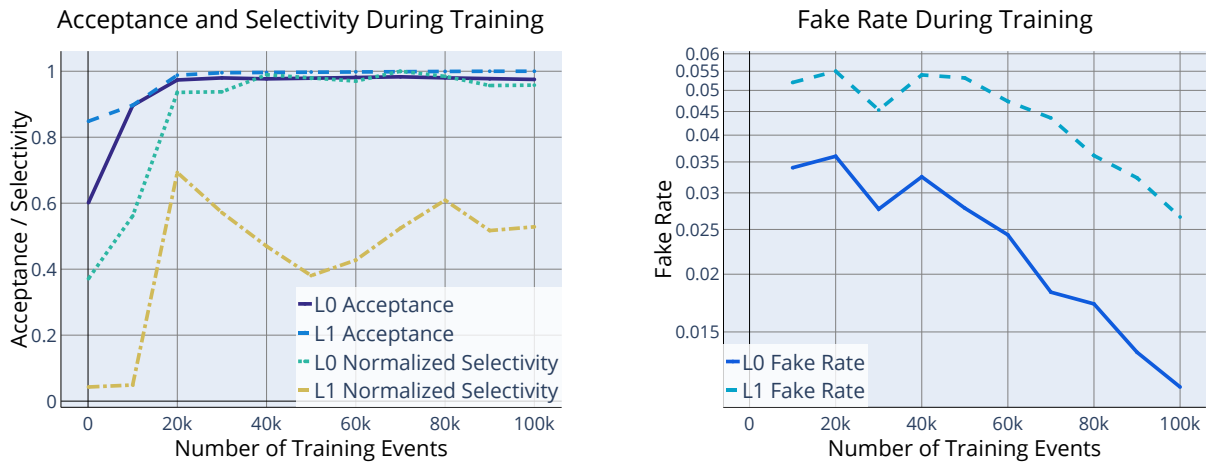 Acceptance and Selectivity During Training
Acceptance / Selectivity
1
0.8
0.6
0.4
0.2
0
L0 Acceptance
L1 Acceptance
L0 Normalized Selectivity
L1 Normalized Selectivity
0 20k 40k 60k 80k 100k
Number of Training Events
Fake Rate During Training
Fake Rate
0.06
0.055
0.05
0.045
0.04
0.035
0.03
0.025
0.02
0.015
L0 Fake Rate
L1 Fake Rate
0 20k 40k 60k 80k 100k
Number of Training Events